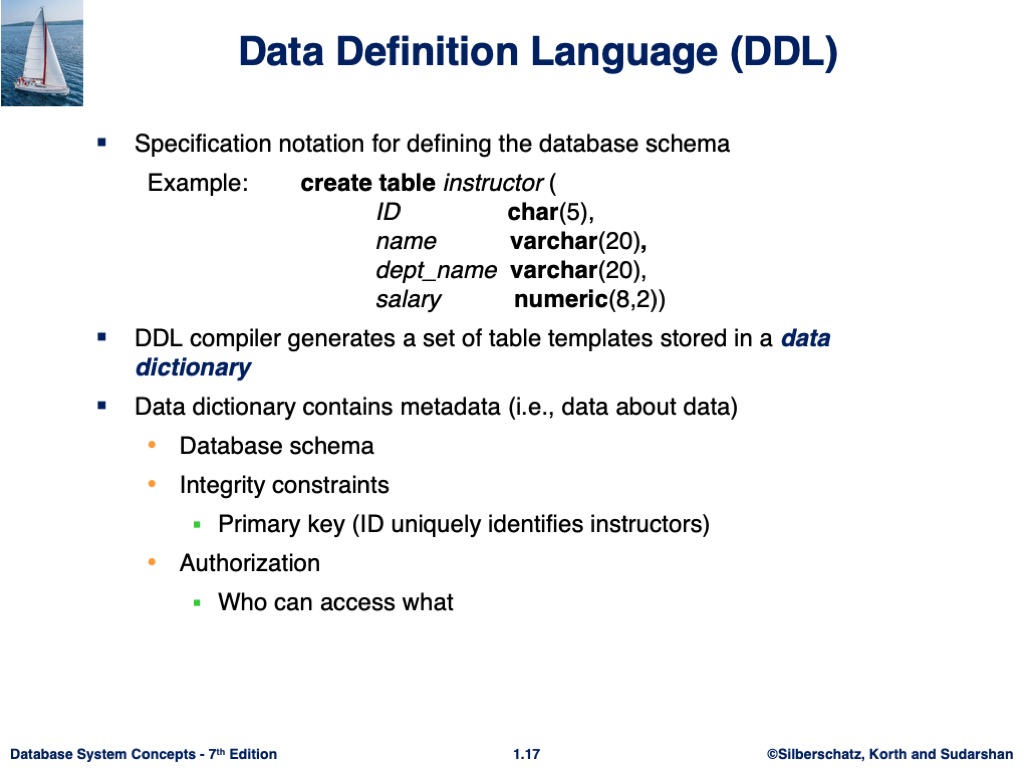 Data Definition Language (DDL)
▪ Specification notation for defining the database schema
Example: create table instructor (
ID char(5),
name varchar(20),
dept_name varchar(20),
salary numeric(8,2))
▪ DDL compiler generates a set of table templates stored in a data
dictionary
▪ Data dictionary contains metadata (i.e., data about data)
• Database schema
• Integrity constraints
▪ Primary key (ID uniquely identifies instructors)
• Authorization
▪ Who can access what
Database System Concepts - 7th Edition 1.17 ©Silberschatz, Korth and Sudarshan